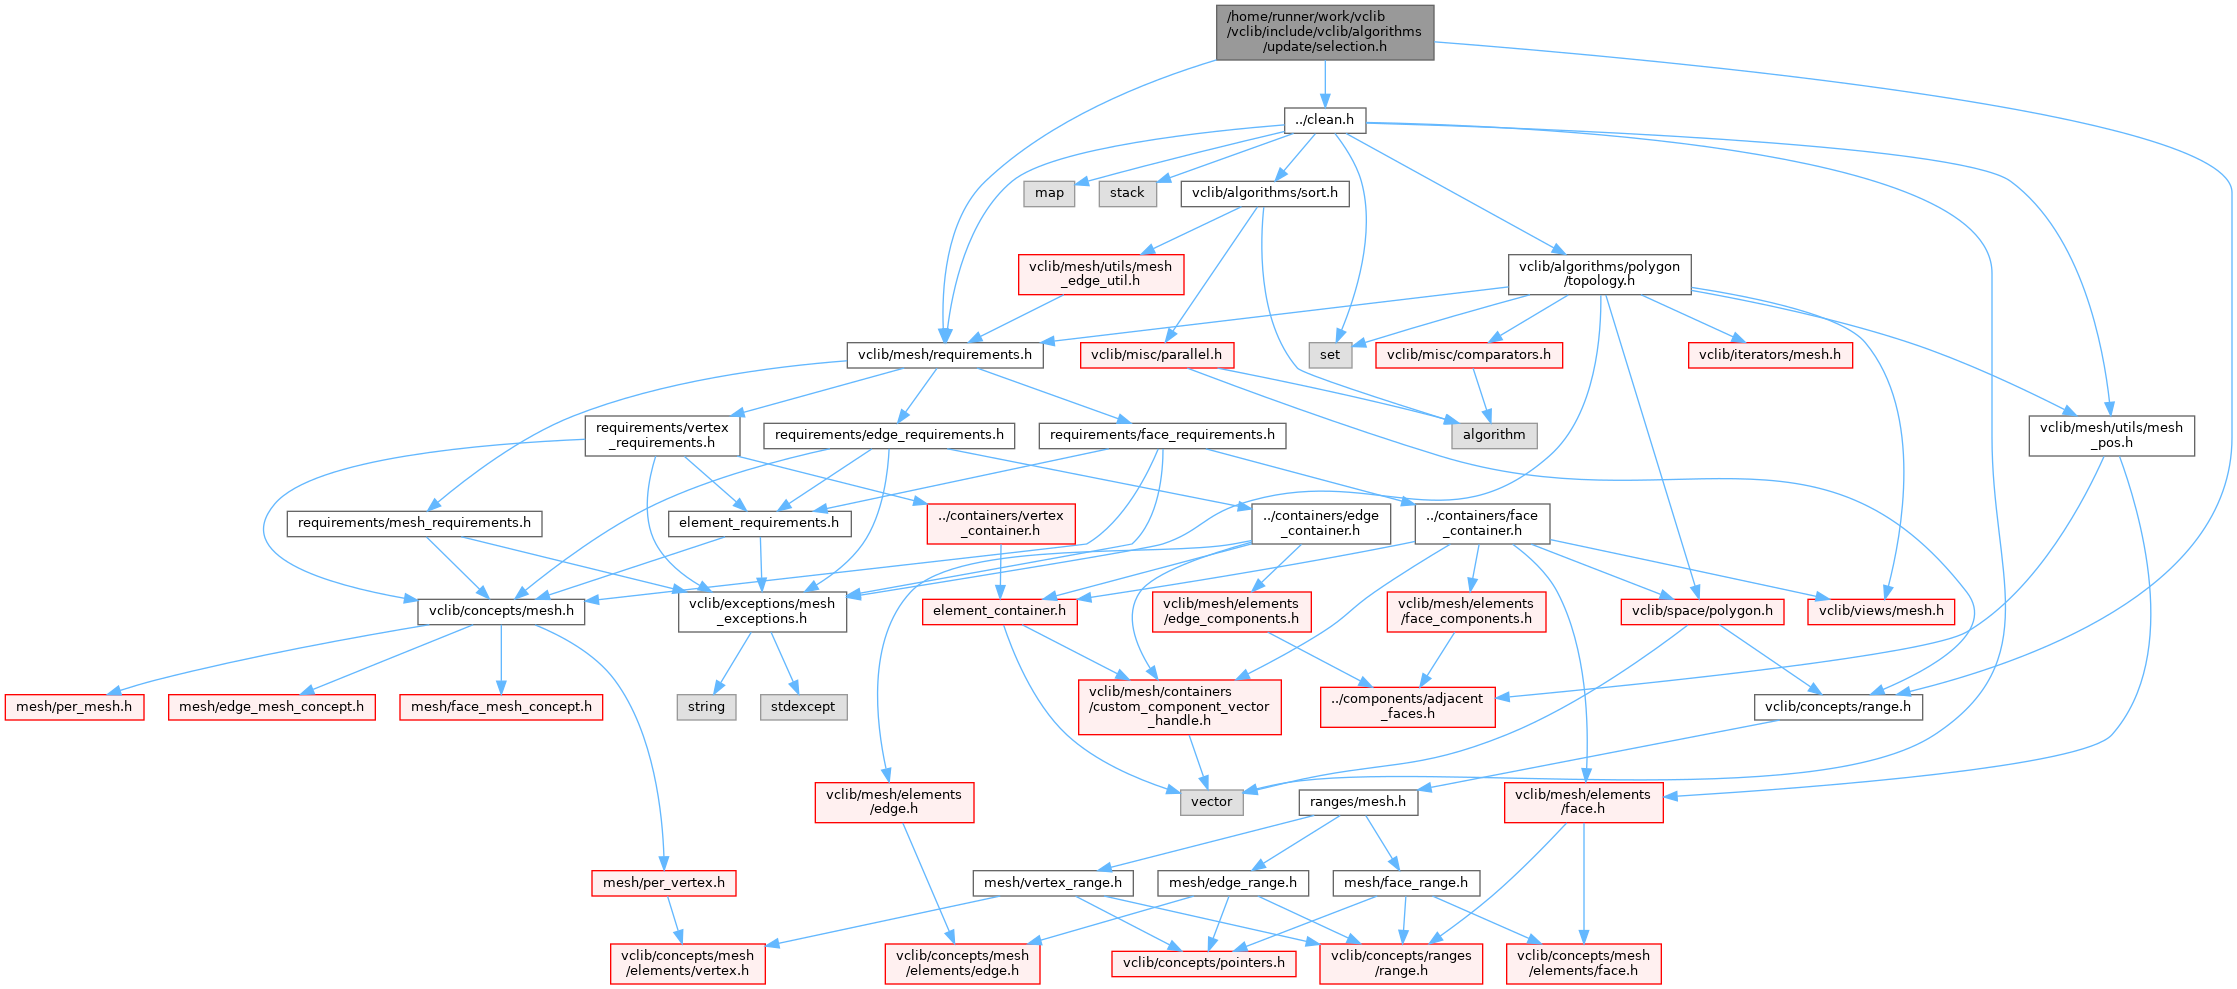 /home/runner/work/vclib
/vclib/include/vclib/algorithms
/update/selection.h
../clean.h
map
stack
vclib/algorithms/sort.h
vclib/mesh/utils/mesh
_edge_util.h
vclib/algorithms/polygon
/topology.h
vclib/mesh/requirements.h
vclib/misc/parallel.h
set
vclib/misc/comparators.h
vclib/iterators/mesh.h
requirements/vertex
_requirements.h
requirements/edge_requirements.h
requirements/face_requirements.h
algorithm
vclib/mesh/utils/mesh
_pos.h
requirements/mesh_requirements.h
element_requirements.h
../containers/vertex
_container.h
../containers/edge
_container.h
../containers/face
_container.h
vclib/concepts/mesh.h
vclib/exceptions/mesh
_exceptions.h
element_container.h
vclib/mesh/elements
/edge_components.h
vclib/mesh/elements
/face_components.h
vclib/space/polygon.h
vclib/views/mesh.h
mesh/per_mesh.h
mesh/edge_mesh_concept.h
mesh/face_mesh_concept.h
string
stdexcept
vclib/mesh/containers
/custom_component_vector
_handle.h
../components/adjacent
_faces.h
vclib/concepts/range.h
vclib/mesh/elements
/edge.h
vector
ranges/mesh.h
vclib/mesh/elements
/face.h
mesh/per_vertex.h
mesh/vertex_range.h
mesh/edge_range.h
mesh/face_range.h
vclib/concepts/mesh
/elements/vertex.h
vclib/concepts/mesh
/elements/edge.h
vclib/concepts/pointers.h
vclib/concepts/ranges
/range.h
vclib/concepts/mesh
/elements/face.h